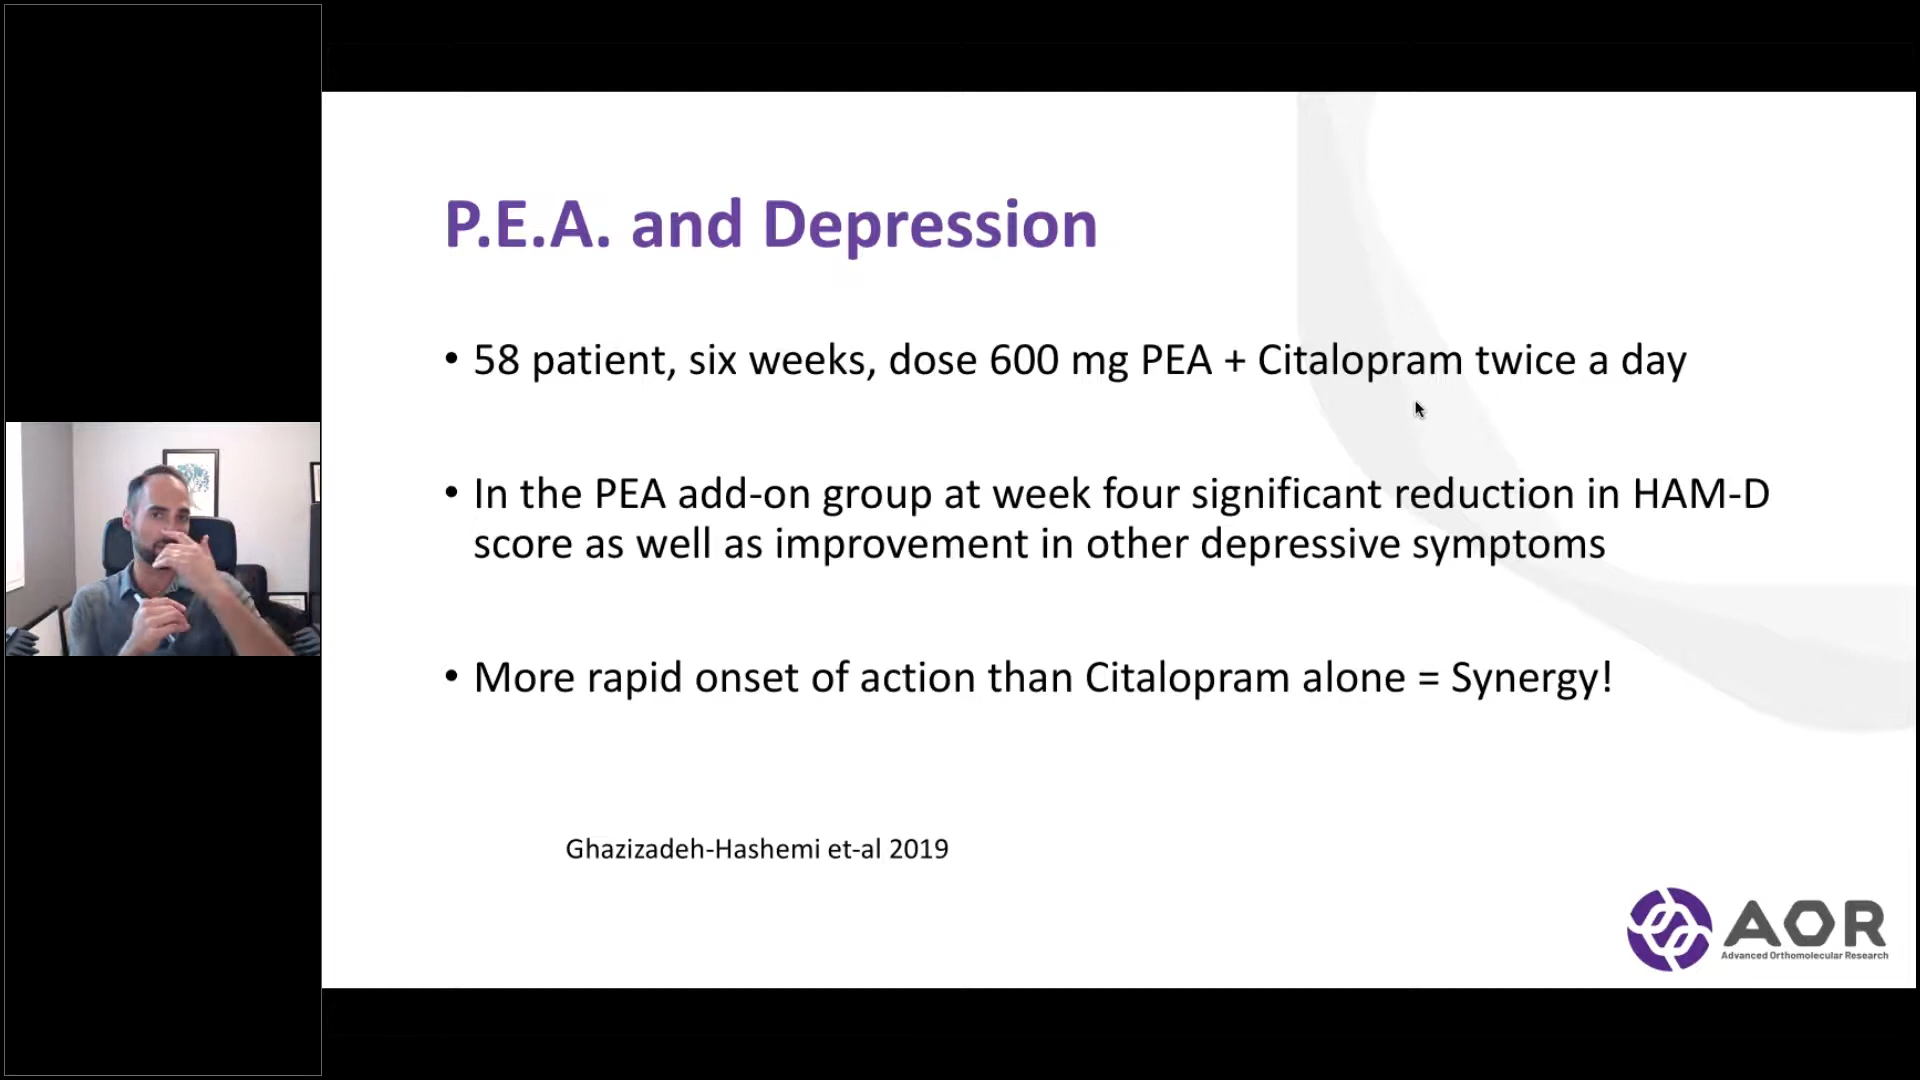 P.E.A. and Depression
• 58 patient, six weeks, dose 600 mg PEA + Citalopram twice a day
• In the PEA add-on group at week four significant reduction in HAM-D
score as well as improvement in other depressive symptoms
• More rapid onset of action than Citalopram alone = Synergy!
Ghazizadeh-Hashemi et-al 2019
AOR
Advanced Orthomolecular Research